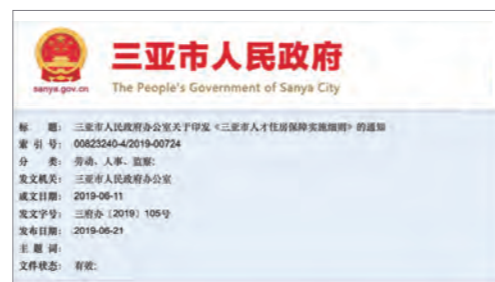 三亚市人民政府
sanya.gov.cn
The People's Government of Sanya City
标 题： 三亚市人民政府办公室关于印发《三亚市人才住房保障实施细则》的通知
索 引 号： 00823240-4/2019-00724
分 类： 劳动、人事、监察;
发文机关： 三亚市人民政府办公室
成文日期： 2019-06-11
发文字号： 三府办〔2019〕105号
发布日期： 2019-06-21
主 题 词：
文件状态： 有效;